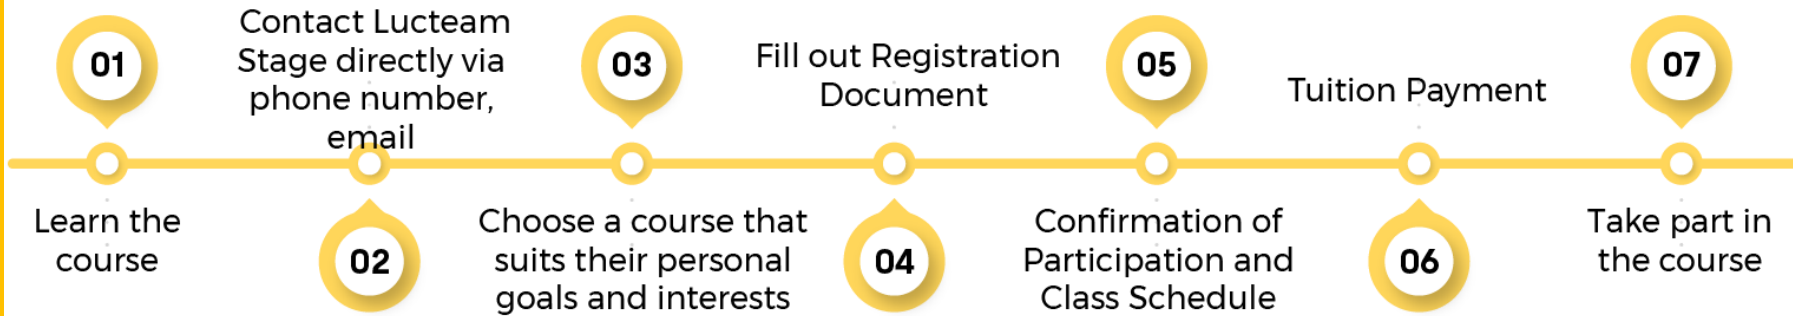 01
Learn the
course
Contact Lucteam
Stage directly via
phone number,
email
02
03
Choose a course that
suits their personal
goals and interests
Fill out Registration
Document
04
05
Confirmation of
Participation and
Class Schedule
Tuition Payment
06
07
Take part in
the course